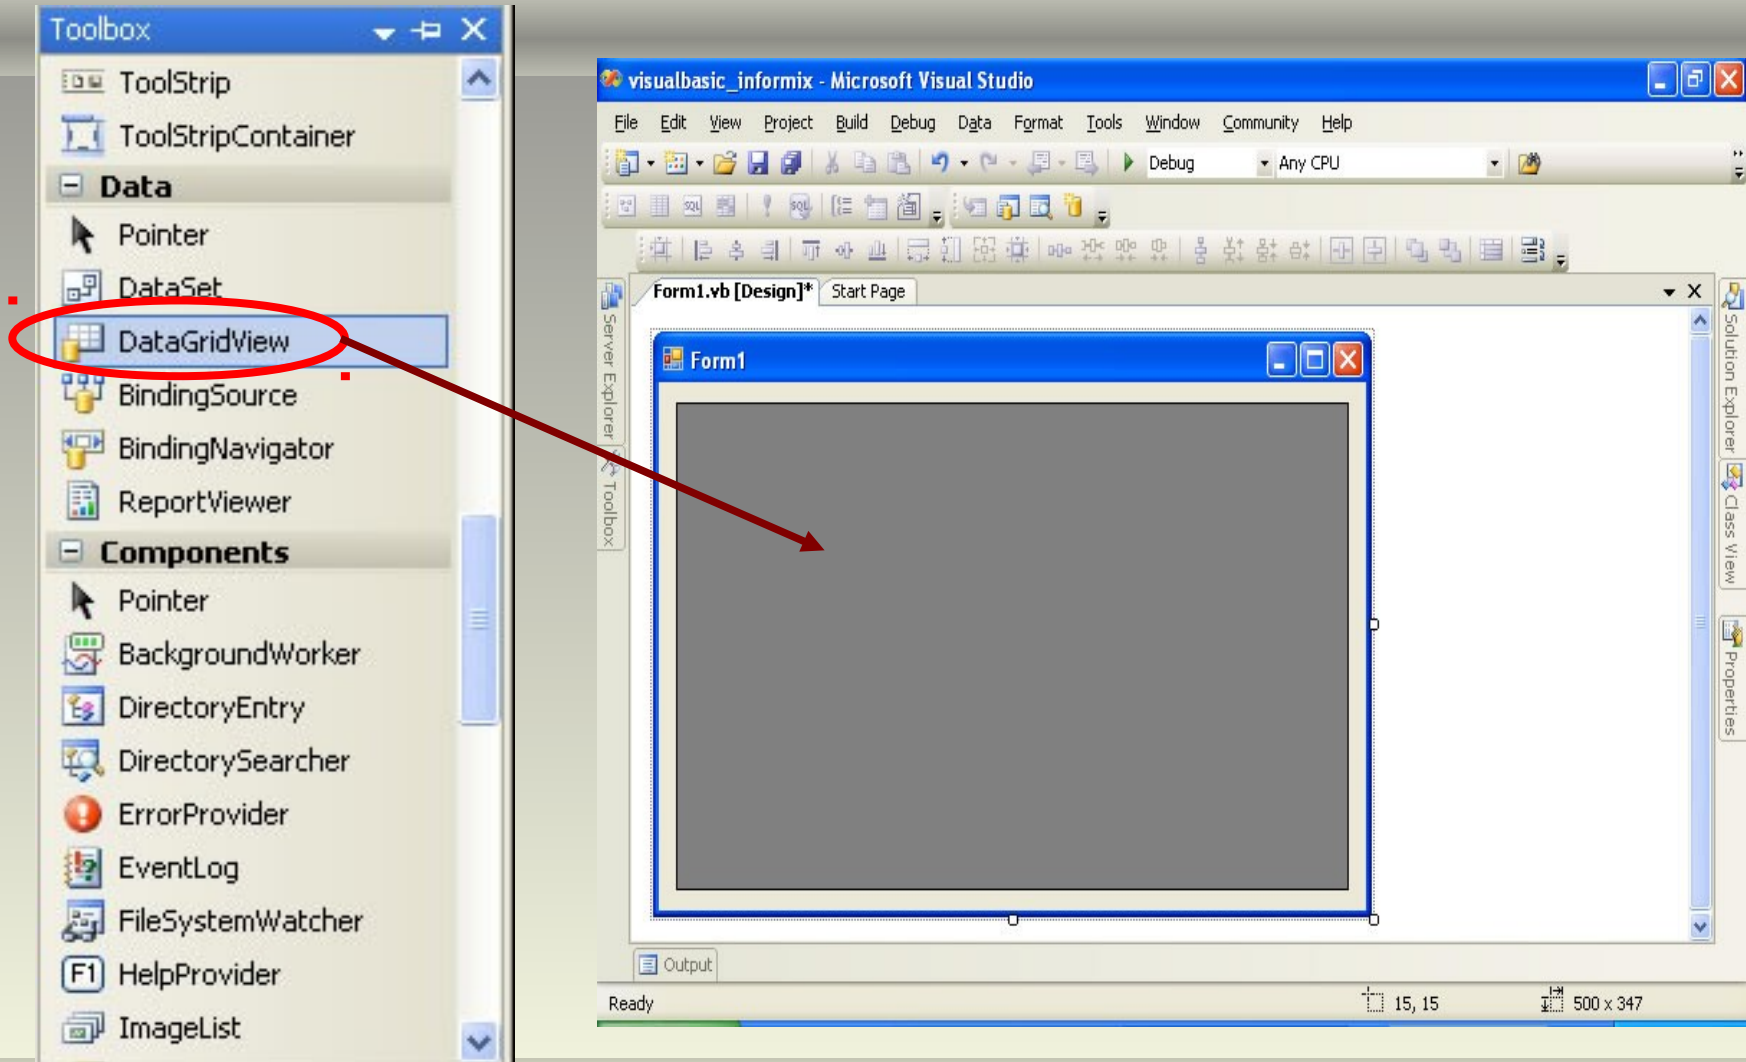 Toolbox
ToolStrip
ToolStripContainer
Data
Pointer
DataSet
DataGridView
BindingSource
BindingNavigator
ReportViewer
Components
Pointer
BackgroundWorker
DirectoryEntry
DirectorySearcher
ErrorProvider
EventLog
FileSystemWatcher
F1 HelpProvider
ImageList
visualbasic_informix - Microsoft Visual Studio
File Edit View Project Build Debug Data Format Tools Window Community Help
Debug Any CPU
SQL SQL
Form1.vb [Design]* Start Page
Server Explorer
Toolbox
Form1
Solution Explorer
Class View
Properties
Output
Ready 15, 15 500 x 347